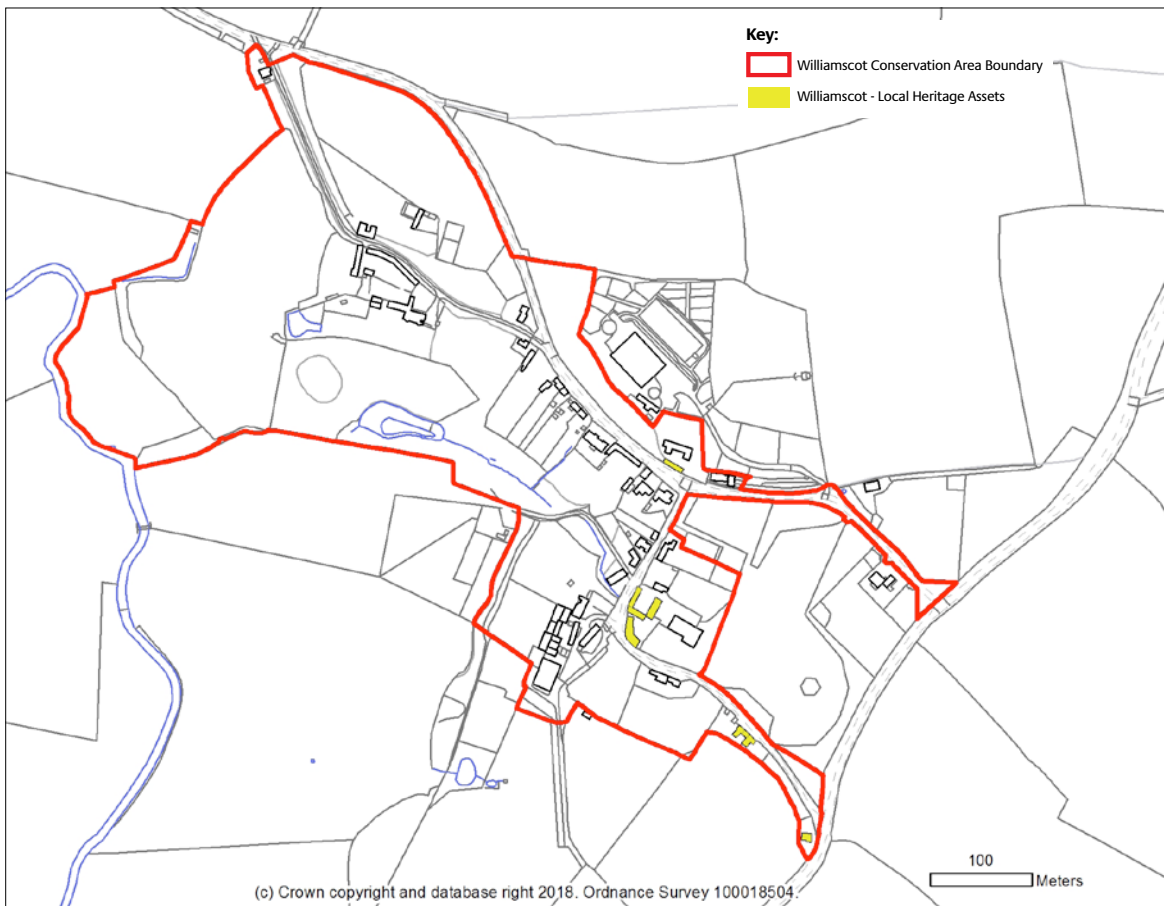 Key:
Williamscot Conservation Area Boundary
Williamscot - Local Heritage Assets
100
Meters
(c) Crown copyright and database right 2018. Ordnance Survey 100018504.